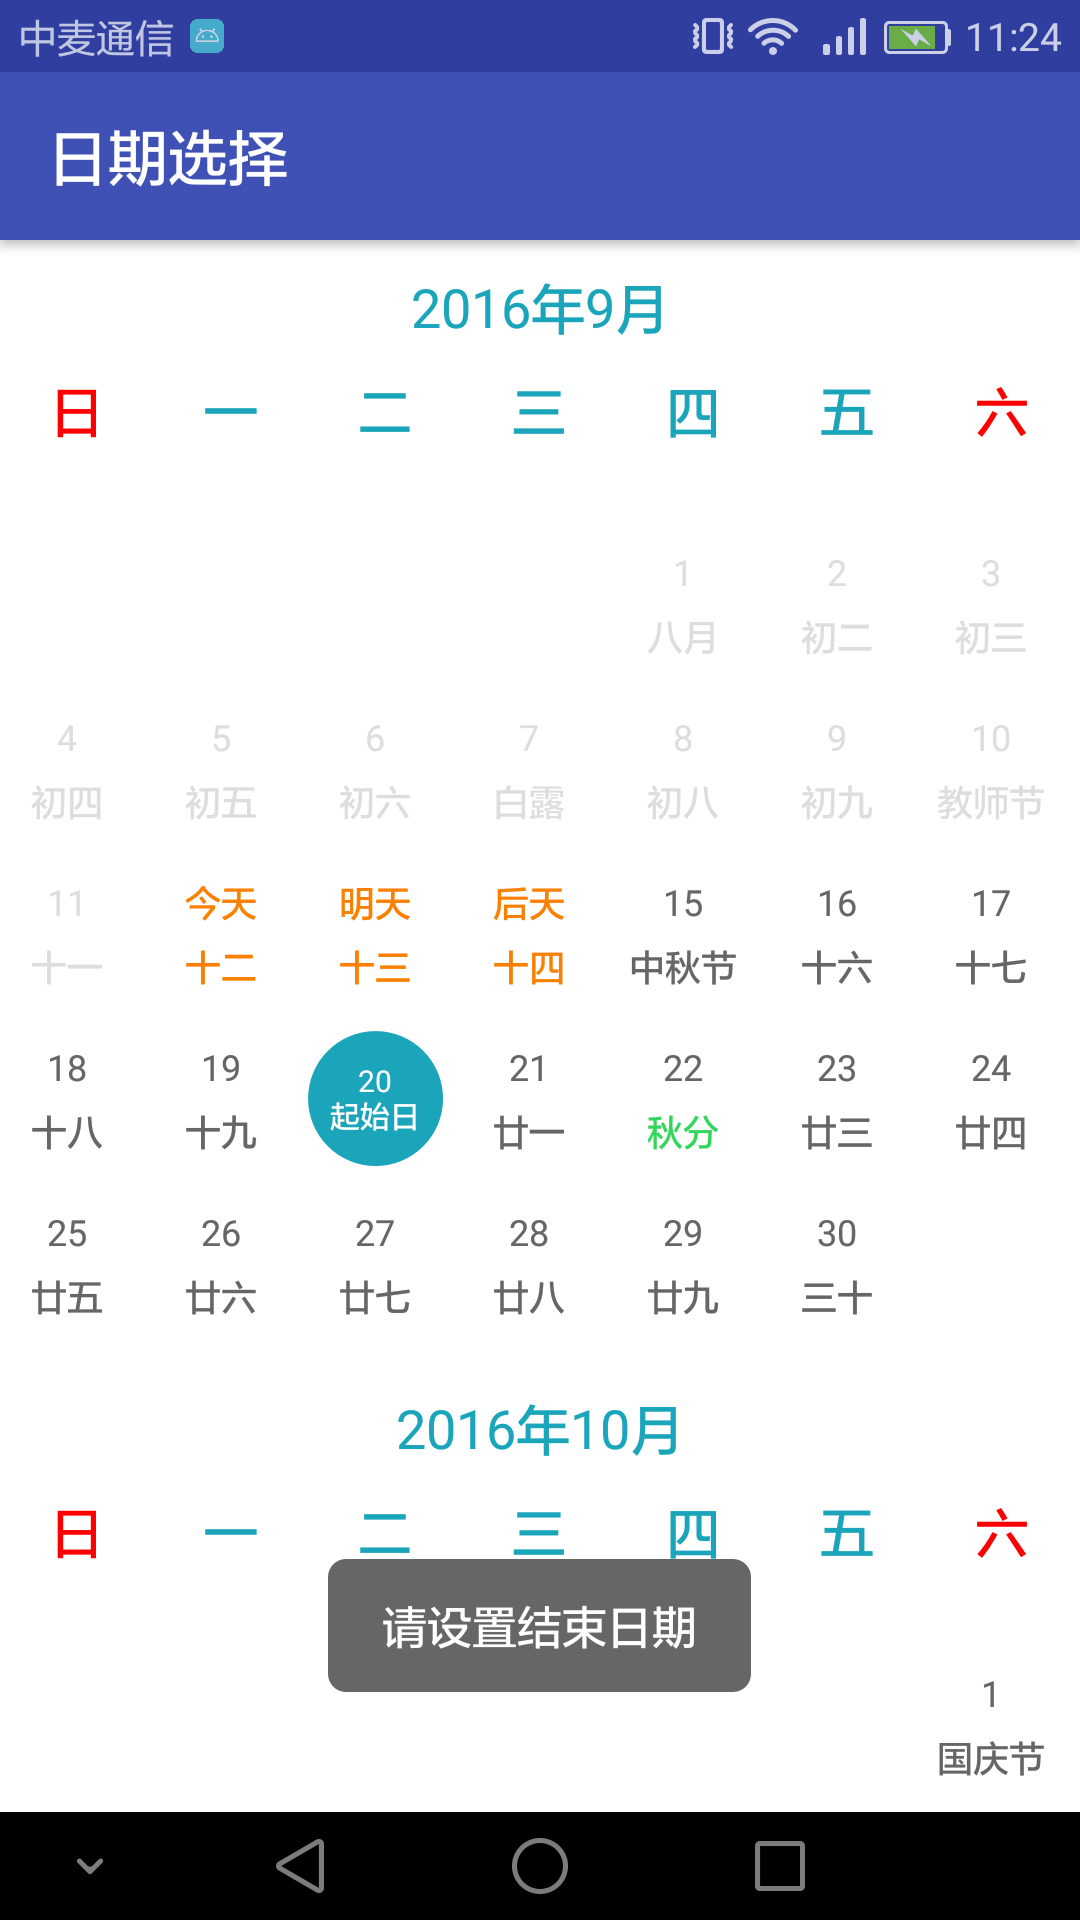 中麦通信 11:24
日期选择
2016年9月
日 一 二 三 四 五 六
1 2 3
八月 初二 初三
4 5 6 7 8 9 10
初四 初五 初六 白露 初八 初九 教师节
11 今天 明天 后天 15 16 17
十一 十二 十三 十四 中秋节 十六 十七
18 19 20 21 22 23 24
十八 十九 起始日 廿一 秋分 廿三 廿四
25 26 27 28 29 30
廿五 廿六 廿七 廿八 廿九 三十
2016年10月
日 一 二 三 四 五 六
请设置结束日期
1
国庆节